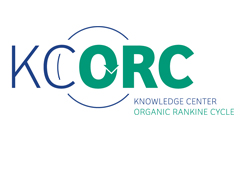 KCORC
KNOWLEDGE CENTER
ORGANIC RANKINE CYCLE